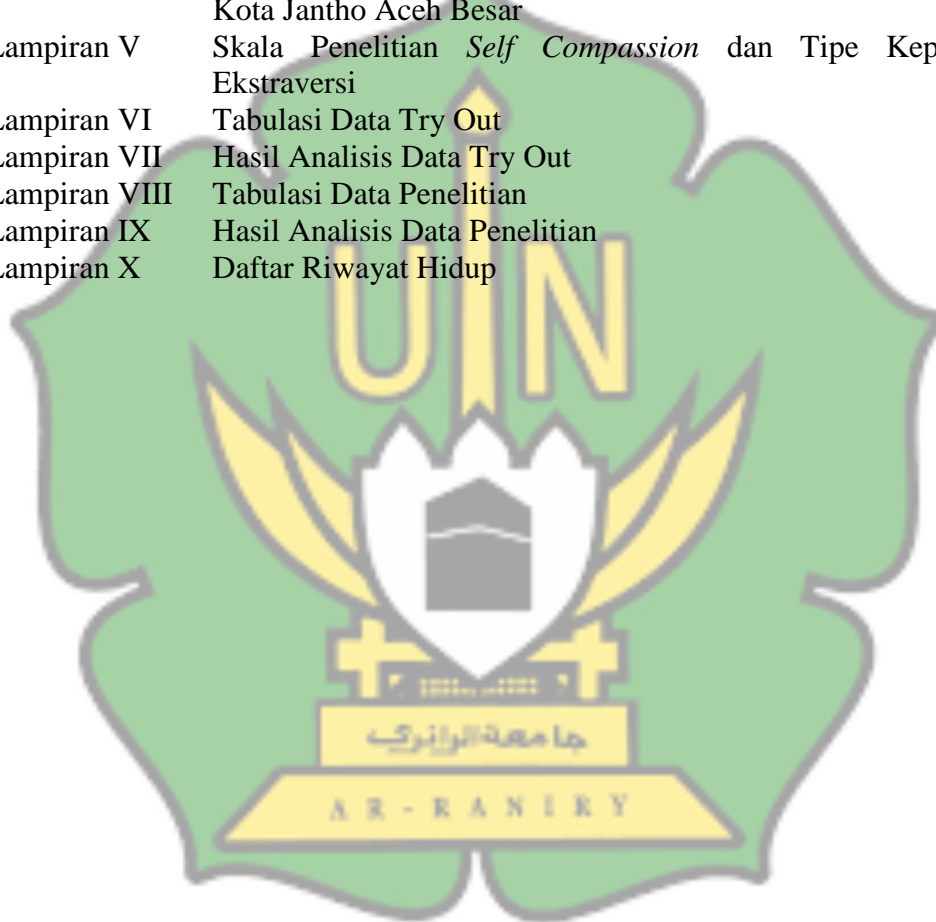 Kota Jantho Aceh Besar
Lampiran V Skala Penelitian Self Compassion dan Tipe Kep
Ekstraversi
Lampiran VI Tabulasi Data Try Out
Lampiran VII Hasil Analisis Data Try Out
Lampiran VIII Tabulasi Data Penelitian
Lampiran IX Hasil Analisis Data Penelitian
Lampiran X Daftar Riwayat Hidup
UIN
جامعة الرانري
AR-RANIRY